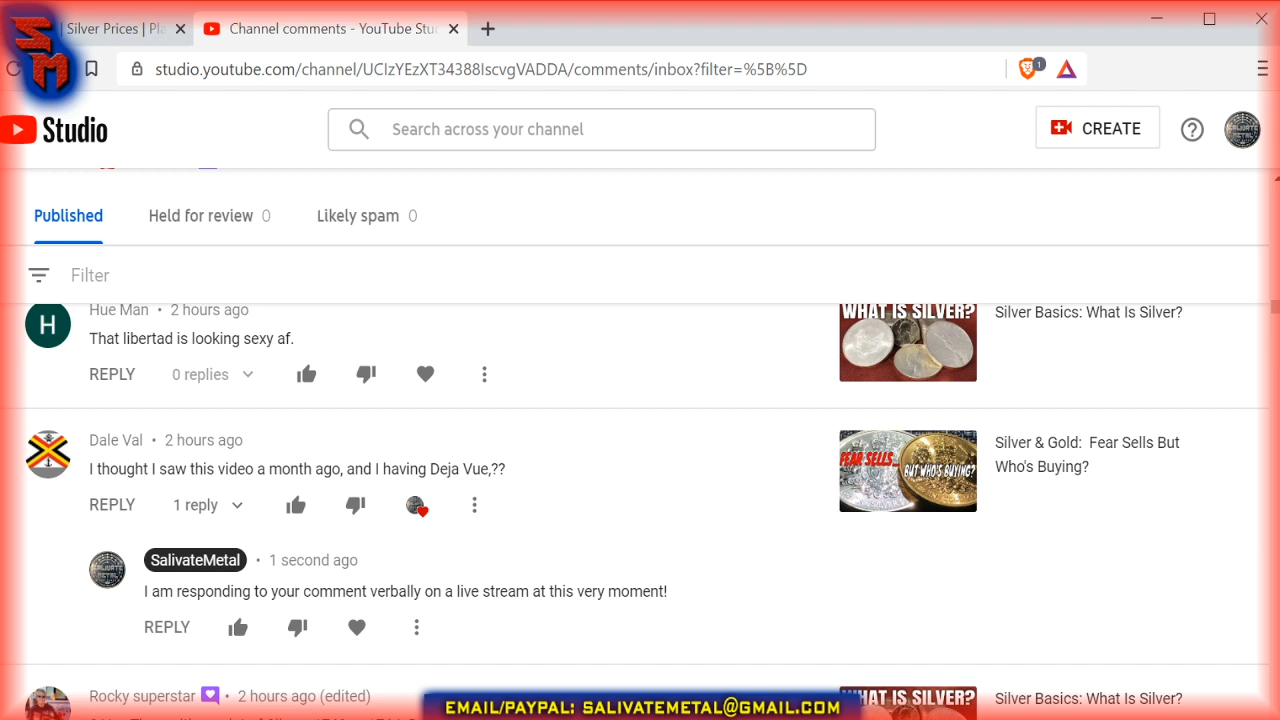 SM
| Silver Prices | Pla
Channel comments - YouTube Stu
studio.youtube.com/channel/UCIzYEzXT34388IscvgVADDA/comments/inbox?filter=%5B%5D
1
Studio
Search across your channel
CREATE
Published
Held for review 0
Likely spam 0
Filter
Hue Man • 2 hours ago
That libertad is looking sexy af.
REPLY 0 replies
WHAT IS SILVER?
Silver Basics: What Is Silver?
H
Dale Val • 2 hours ago
I thought I saw this video a month ago, and I having Deja Vue,??
REPLY 1 reply
FEAR SELLS...
BUT WHO'S BUYING?
Silver & Gold: Fear Sells But
Who's Buying?
SalivateMetal • 1 second ago
I am responding to your comment verbally on a live stream at this very moment!
REPLY
Rocky superstar • 2 hours ago (edited)
WHAT IS SILVER?
Silver Basics: What Is Silver?
EMAIL/PAYPAL: SALIVATEMETAL@GMAIL.COM